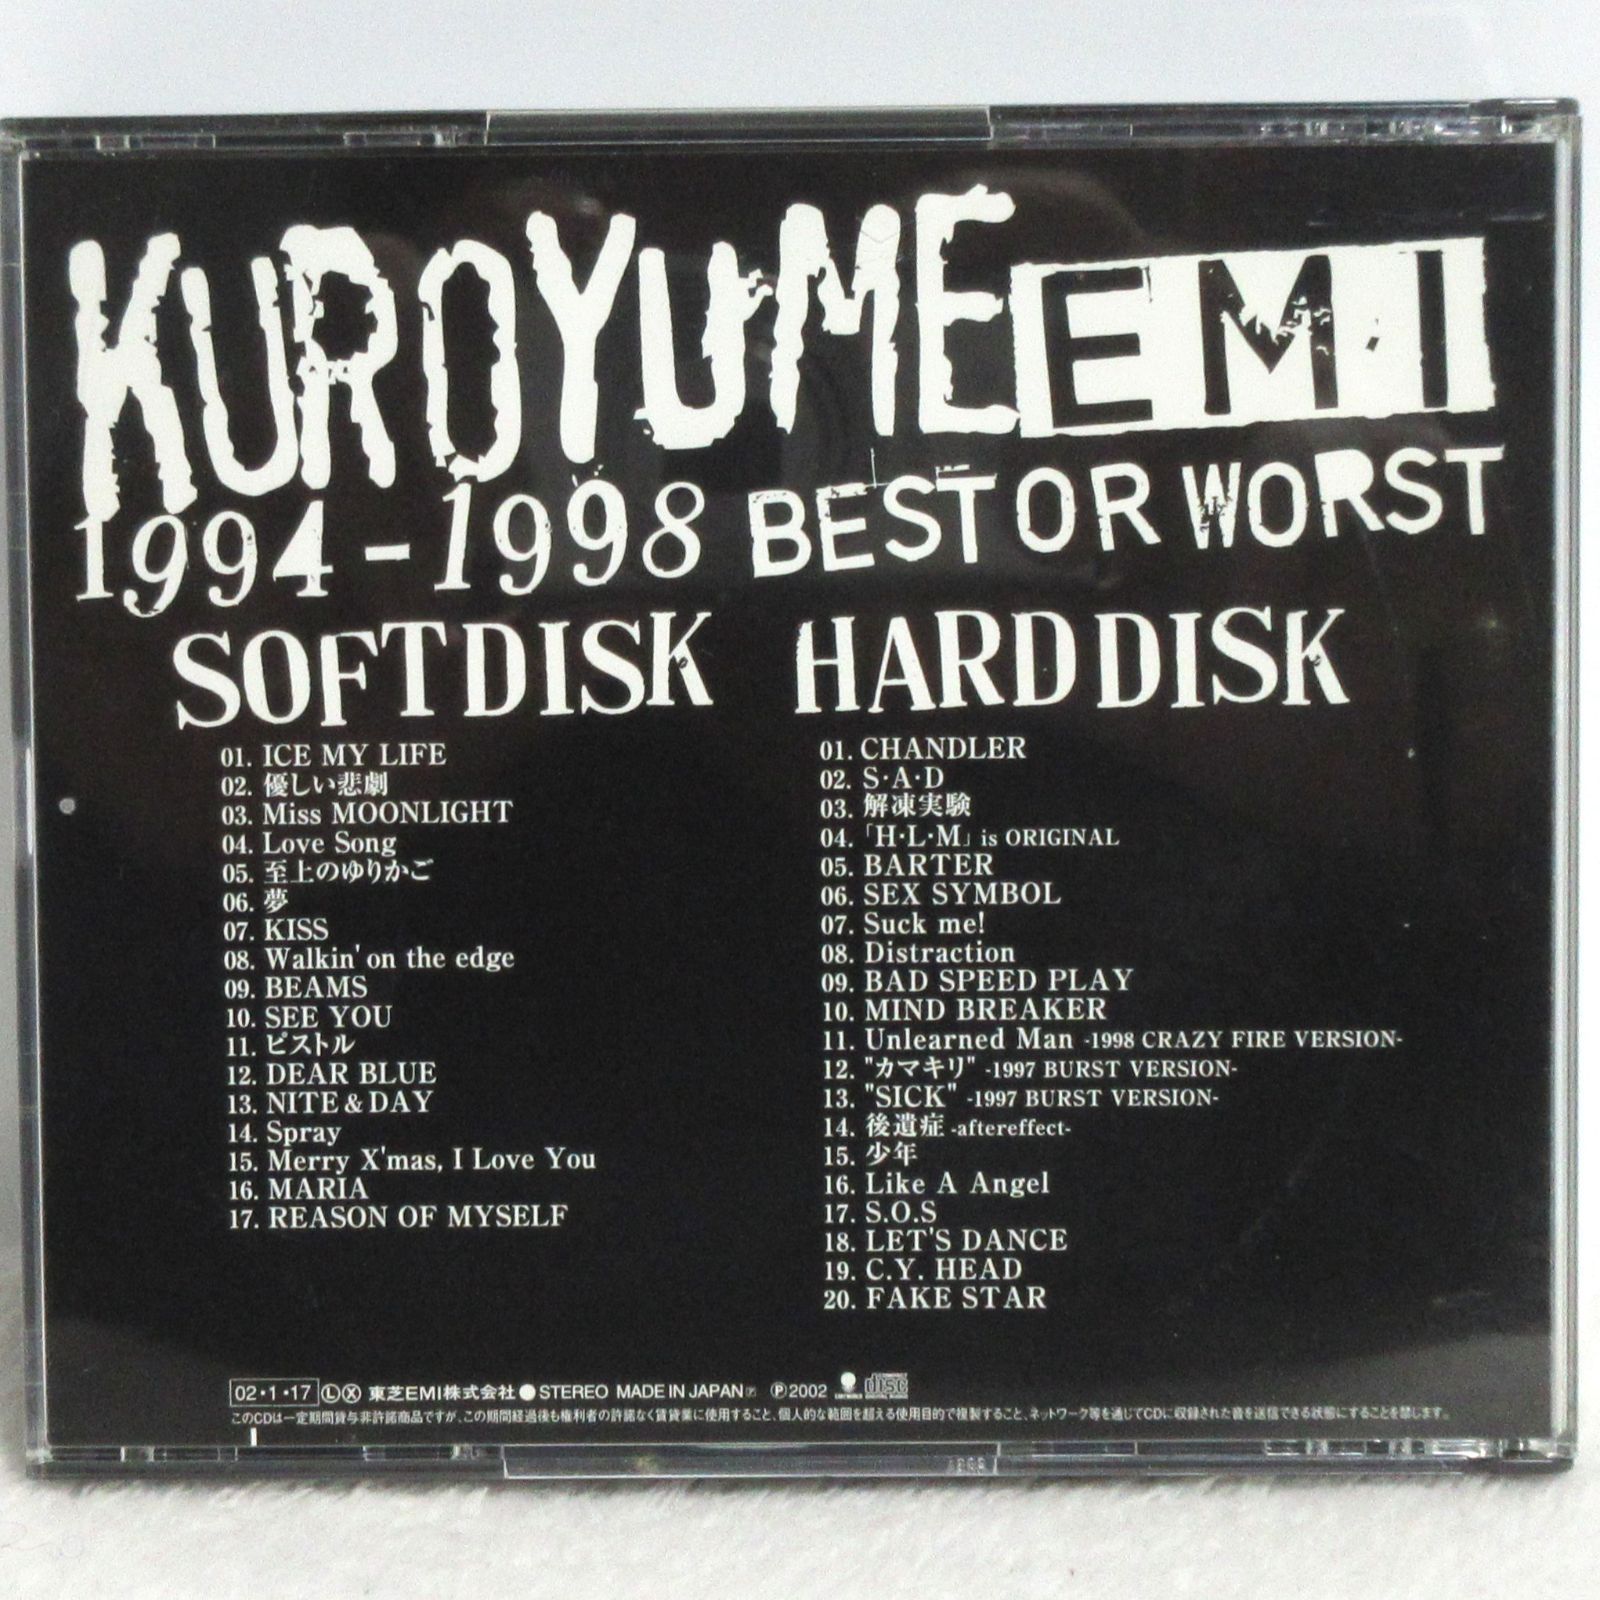 KUROYUME EMI
1994-1998 BEST OR WORST
SOFT DISK
01. ICE MY LIFE
02. 優しい悲劇
03. Miss MOONLIGHT
04. Love Song
05. 至上のゆりかご
06. 夢
07. KISS
08. Walkin' on the edge
09. BEAMS
10. SEE YOU
11. ピストル
12. DEAR BLUE
13. NITE & DAY
14. Spray
15. Merry X'mas, I Love You
16. MARIA
17. REASON OF MYSELF
HARD DISK
01. CHANDLER
02. S・A・D
03. 解凍実験
04. 「H・L・M」 is ORIGINAL
05. BARTER
06. SEX SYMBOL
07. Suck me!
08. Distraction
09. BAD SPEED PLAY
10. MIND BREAKER
11. Unlearned Man -1998 CRAZY FIRE VERSION-
12. "カマキリ" -1997 BURST VERSION-
13. "SICK" -1997 BURST VERSION-
14. 後遺症 -aftereffect-
15. 少年
16. Like A Angel
17. S.O.S
18. LET'S DANCE
19. C.Y. HEAD
20. FAKE STAR
02・1・17 Ⓛ Ⓧ 東芝EMI株式会社 ● STEREO MADE IN JAPAN ℗2002 disc
このCDは一定期間貸与非許諾商品ですが、この期間経過後も権利者の許諾なく賃貸業に使用すること、個人的な範囲を超える使用目的で複製すること、ネットワーク等を通じてCDに収録された音を送信できる状態にすることを禁じます。